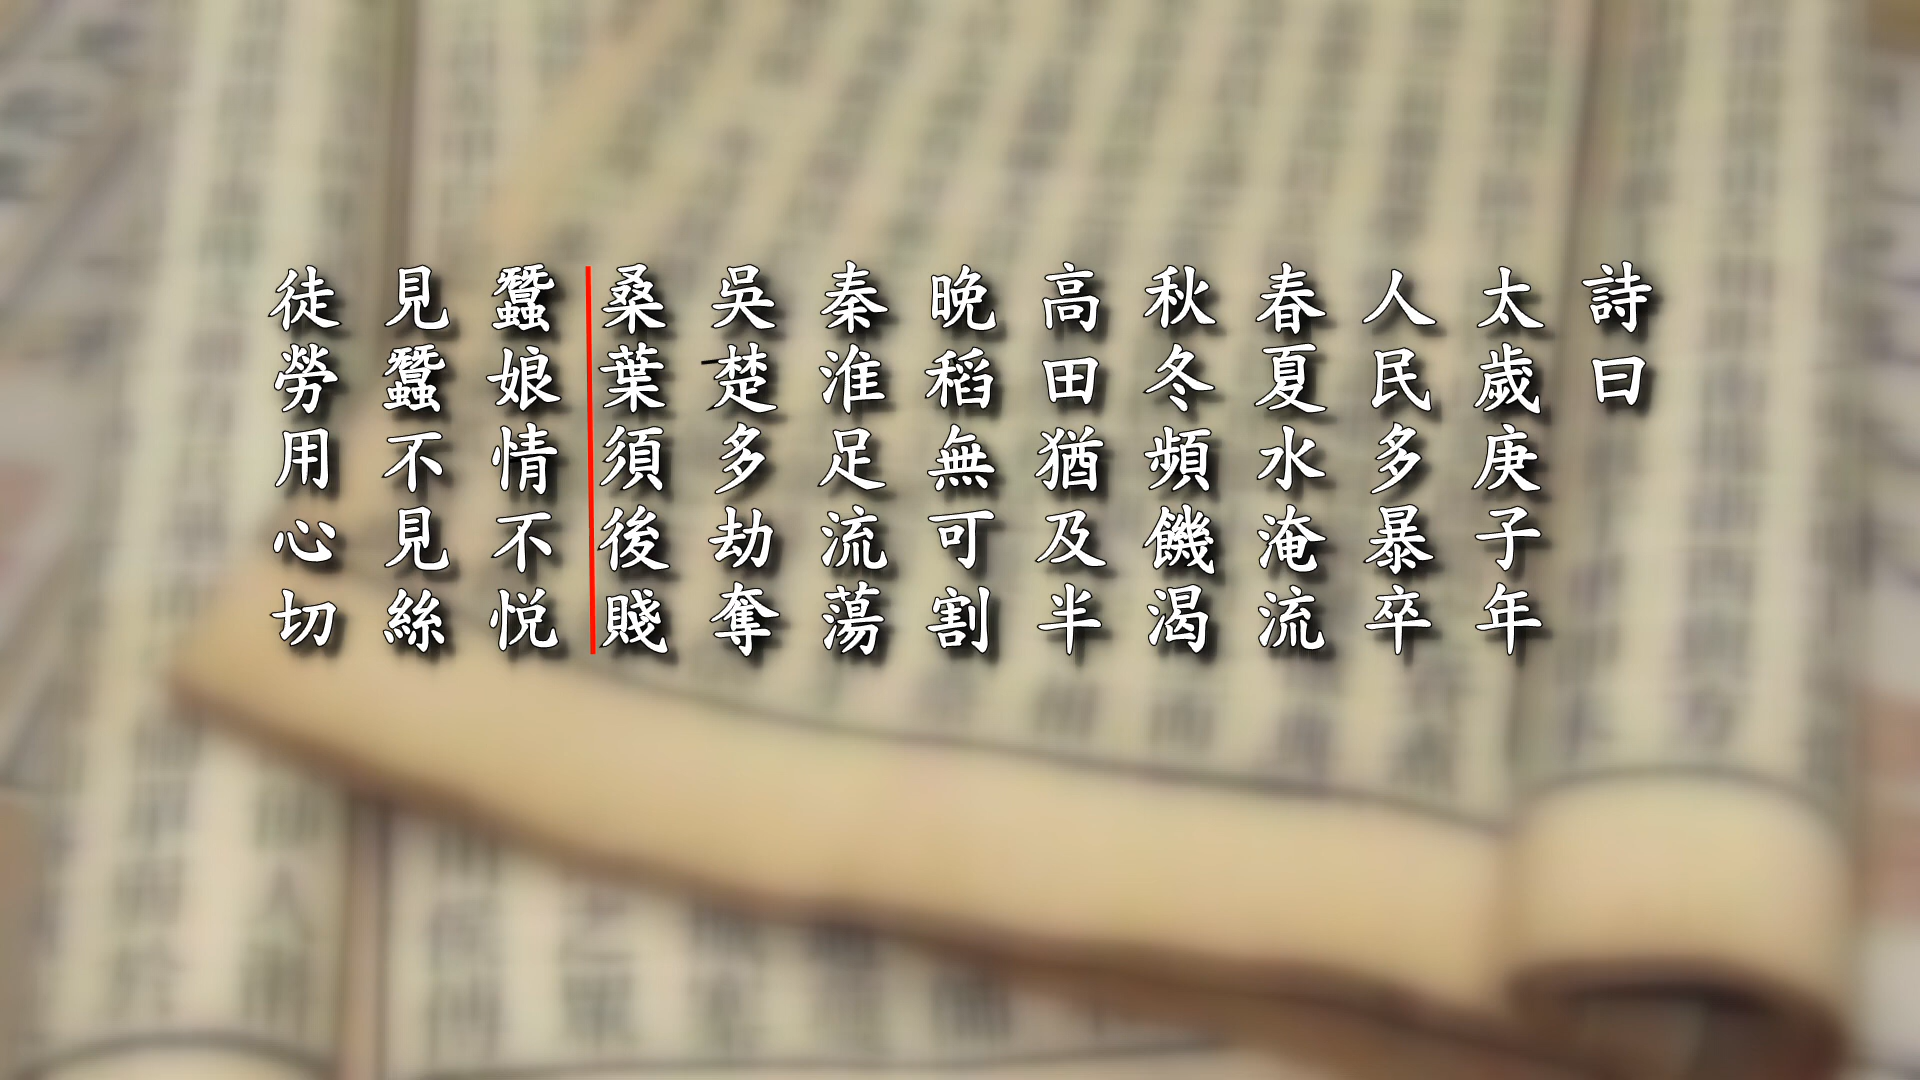 詩曰
太歲庚子年
人民多暴卒
春夏水淹流
秋冬頻饑渴
高田猶及半
晚稻無可割
秦淮足流蕩
吳楚多劫奪
桑葉須後賤
蠶娘情不悦
見蠶不見絲
徒勞用心切